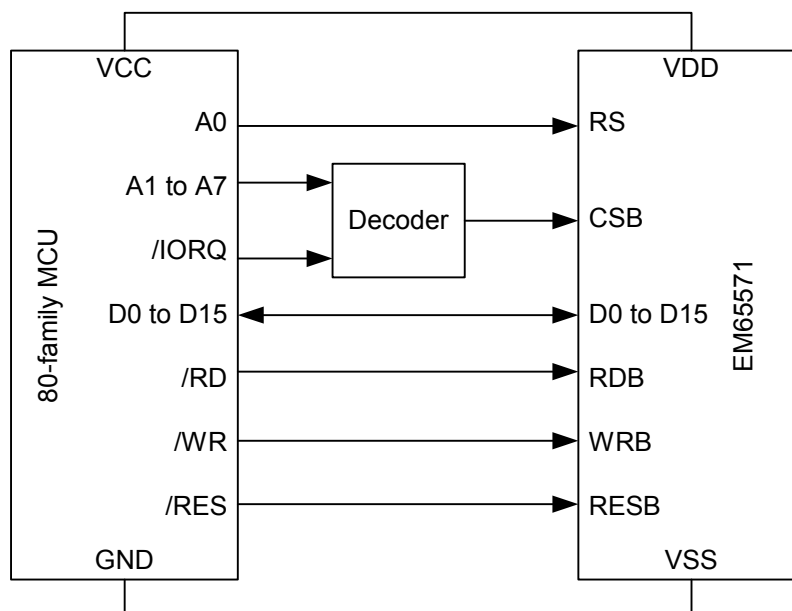 VCC
VDD
A0
RS
A1 to A7
Decoder
CSB
/IORQ
80-family MCU
EM65571
D0 to D15
D0 to D15
/RD
RDB
/WR
WRB
/RES
RESB
GND
VSS